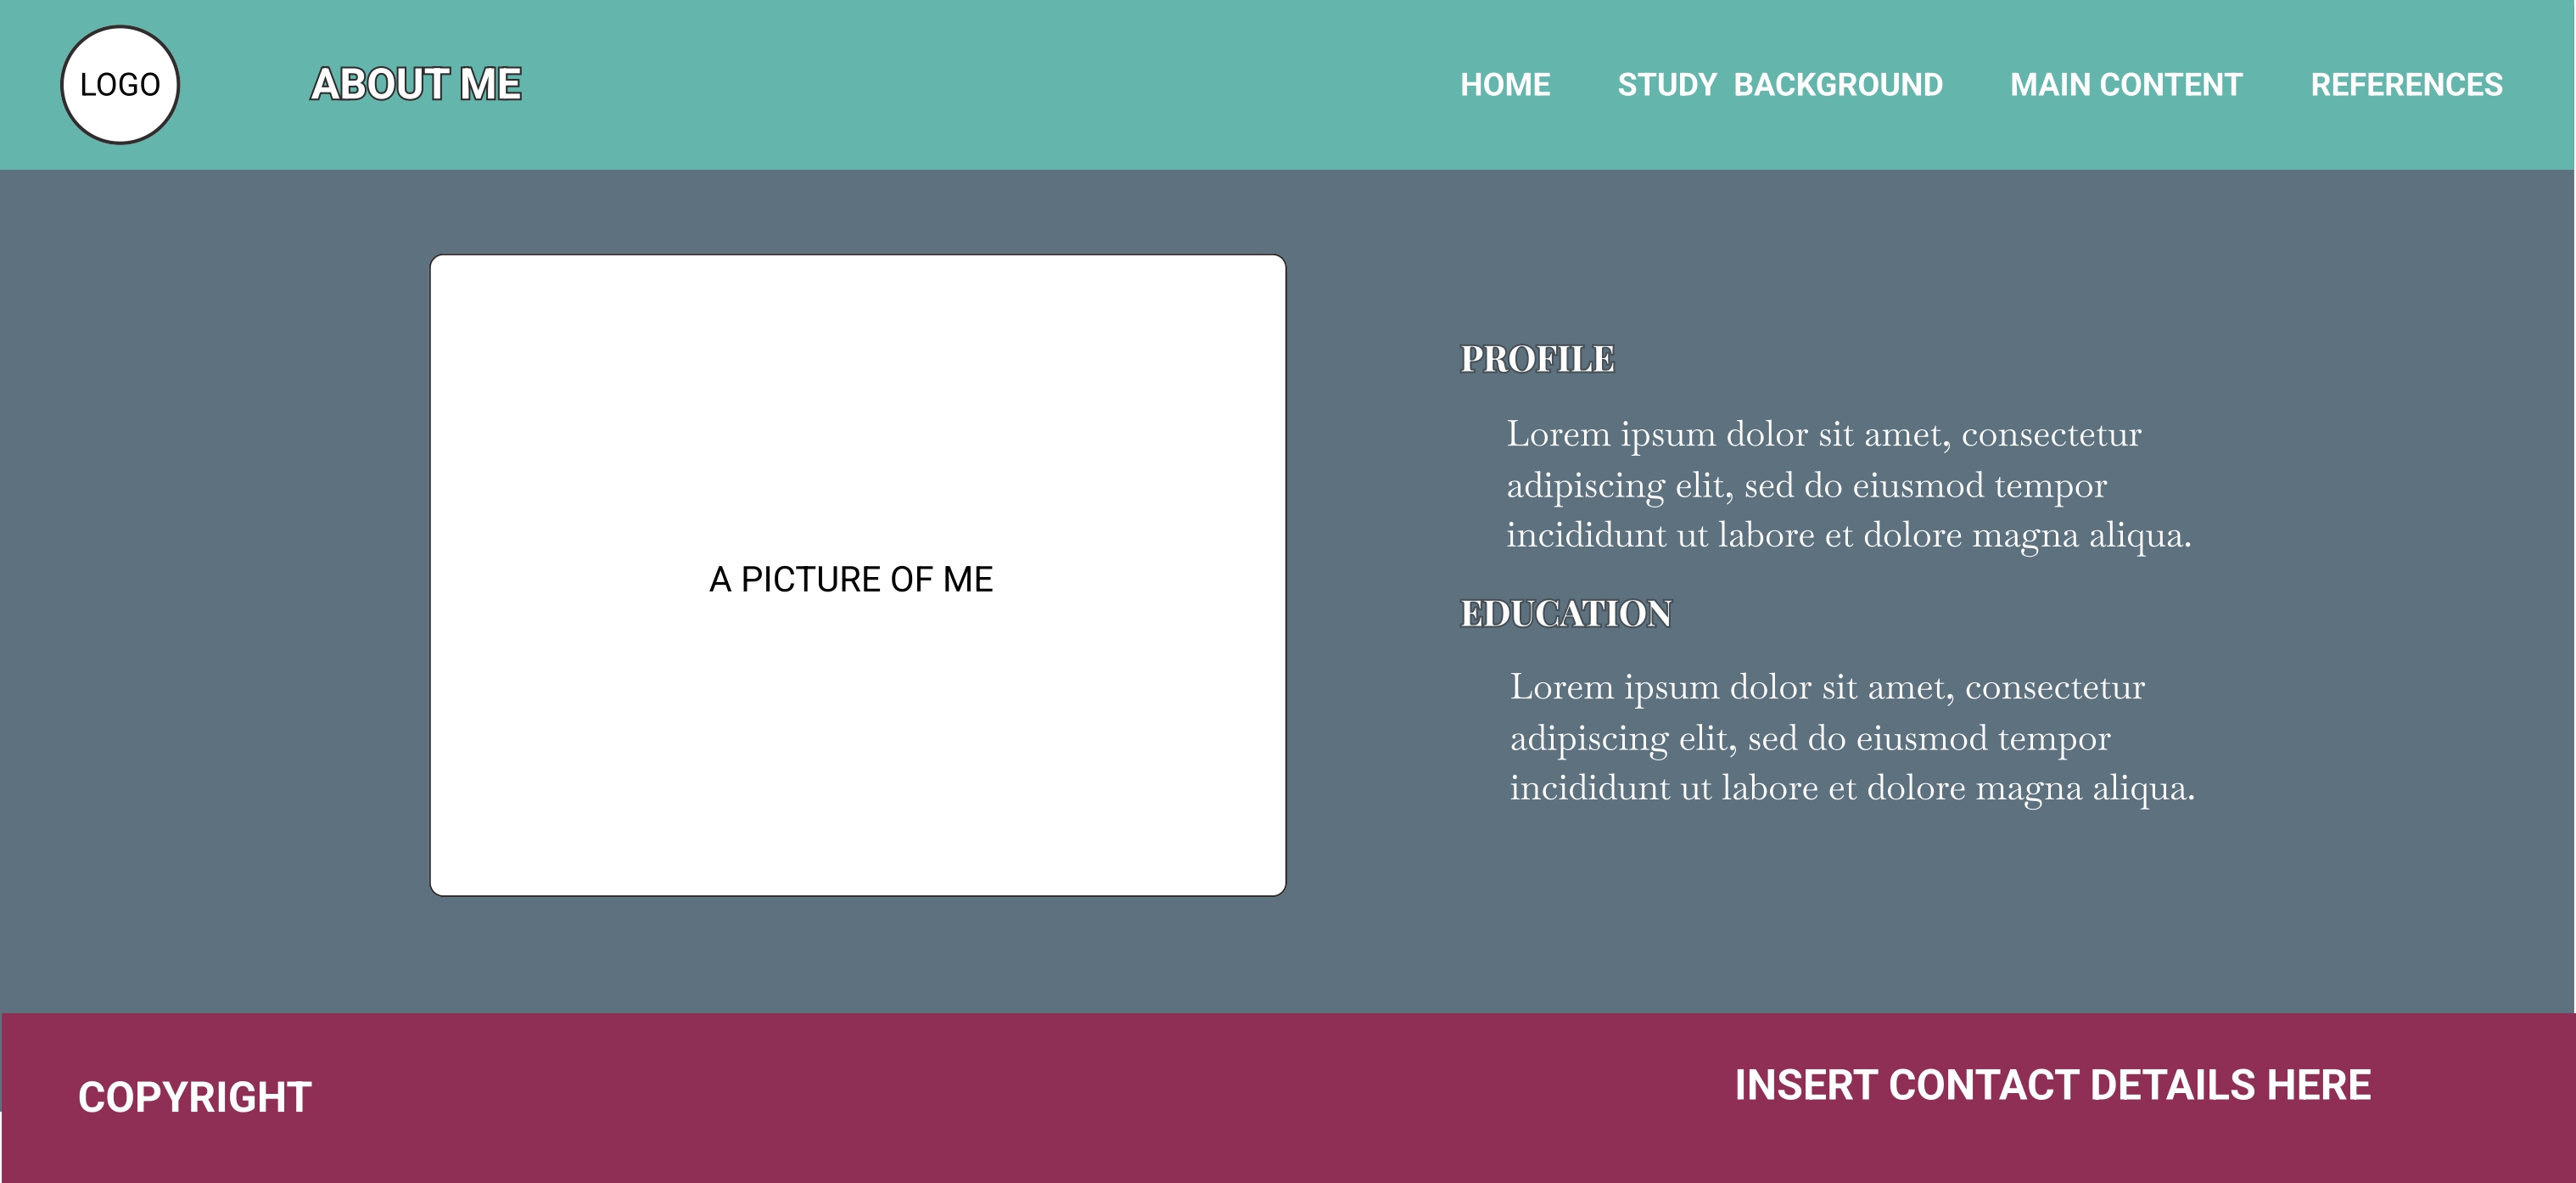 LOGO
ABOUT ME
HOME
STUDY  BACKGROUND
MAIN CONTENT
REFERENCES
A PICTURE OF ME
PROFILE
Lorem ipsum dolor sit amet, consectetur
adipiscing elit, sed do eiusmod tempor
incididunt ut labore et dolore magna aliqua.
EDUCATION
Lorem ipsum dolor sit amet, consectetur
adipiscing elit, sed do eiusmod tempor
incididunt ut labore et dolore magna aliqua.
COPYRIGHT
INSERT CONTACT DETAILS HERE